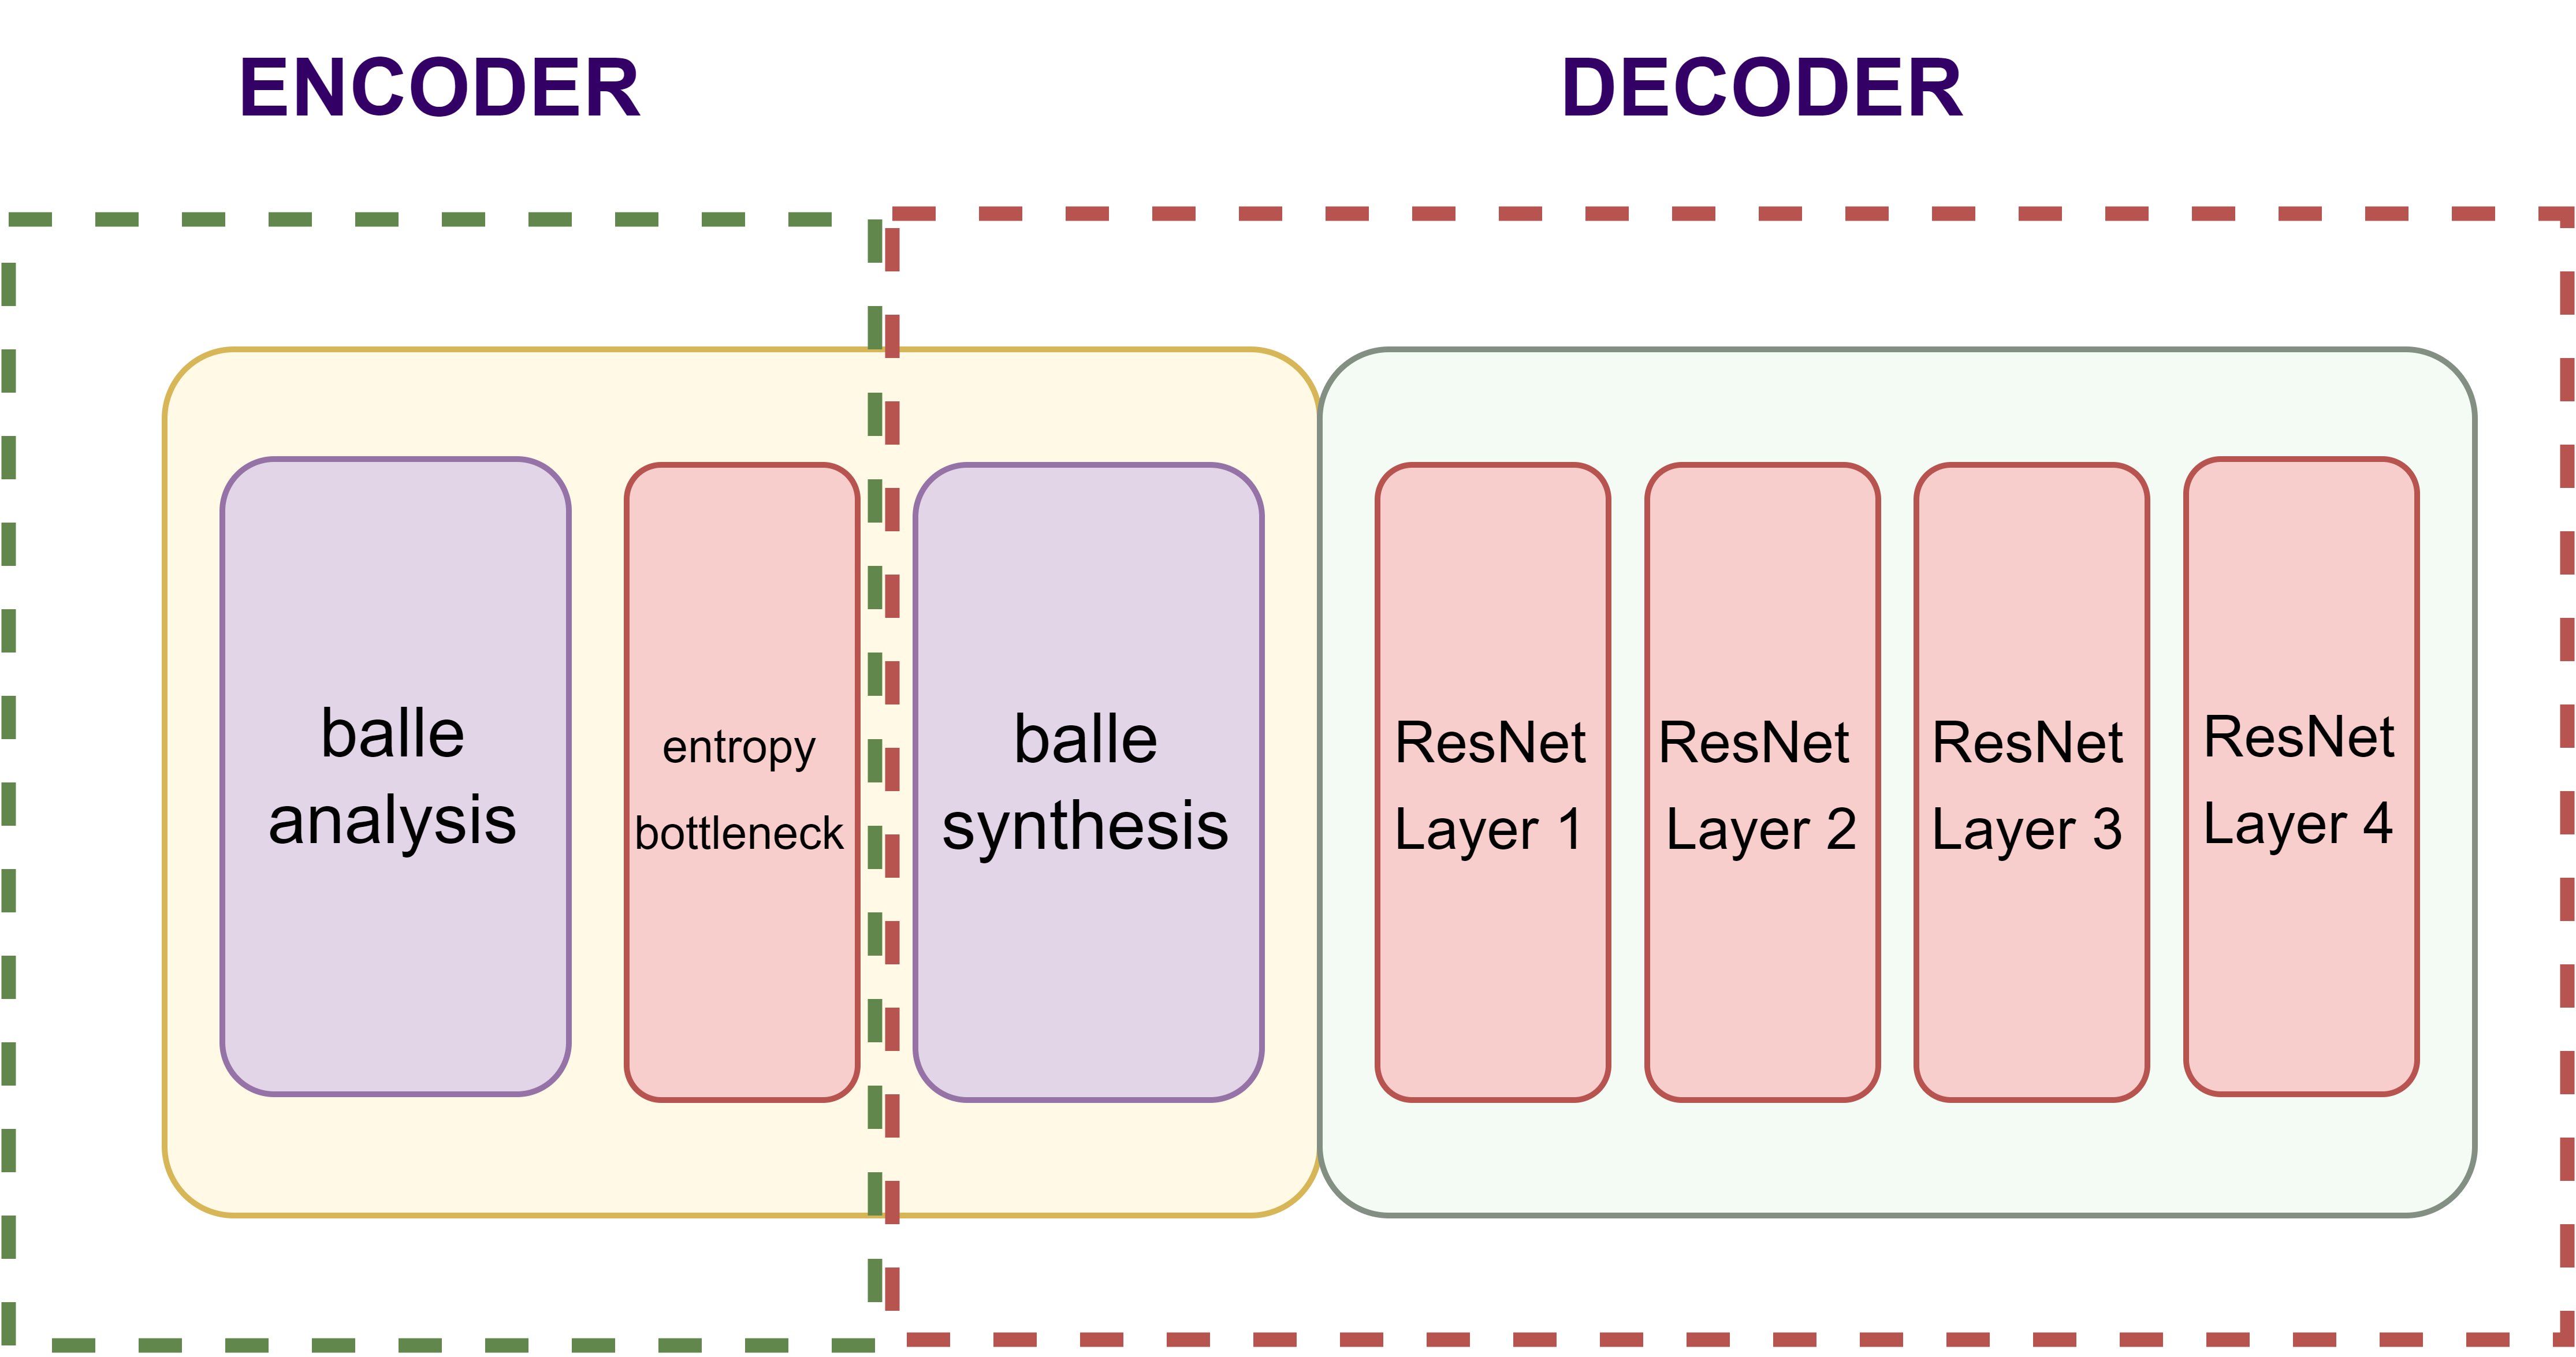 ENCODER
DECODER
balle
analysis
entropy
bottleneck
balle
synthesis
ResNet
Layer 1
ResNet
Layer 2
ResNet
Layer 3
ResNet
Layer 4